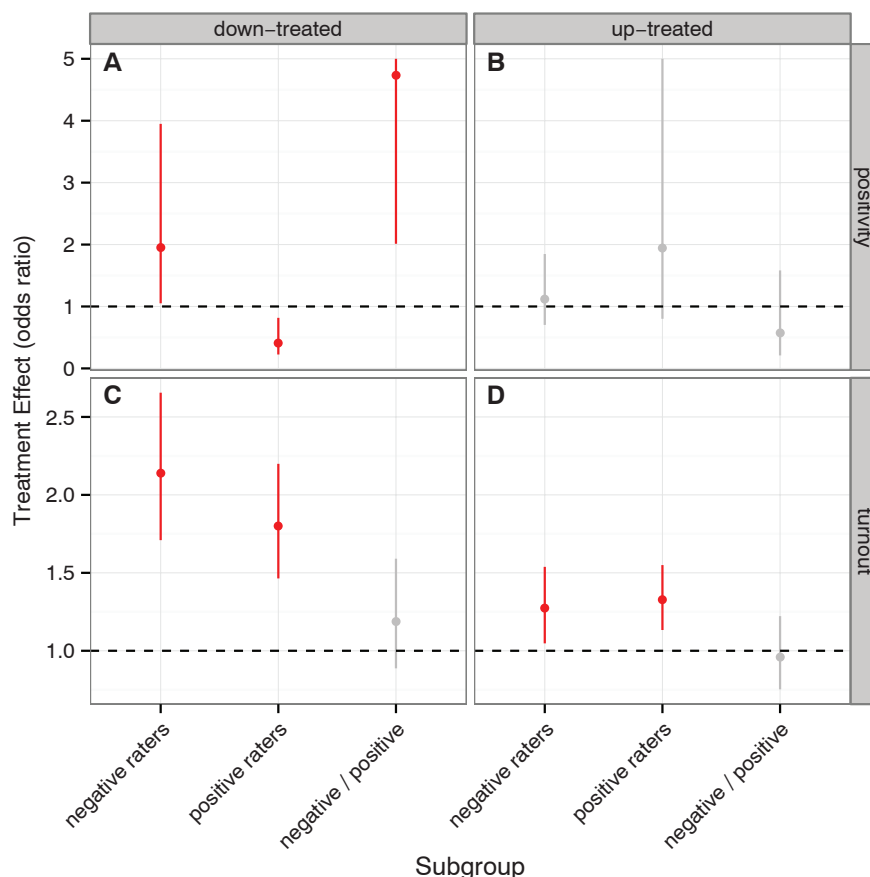 down−treated
up−treated
A
B
5
4
3
2
1
0
positivity
C
D
2.5
2.0
1.5
1.0
turnout
Treatment Effect (odds ratio)
negative raters
positive raters
negative / positive
negative raters
positive raters
negative / positive
Subgroup